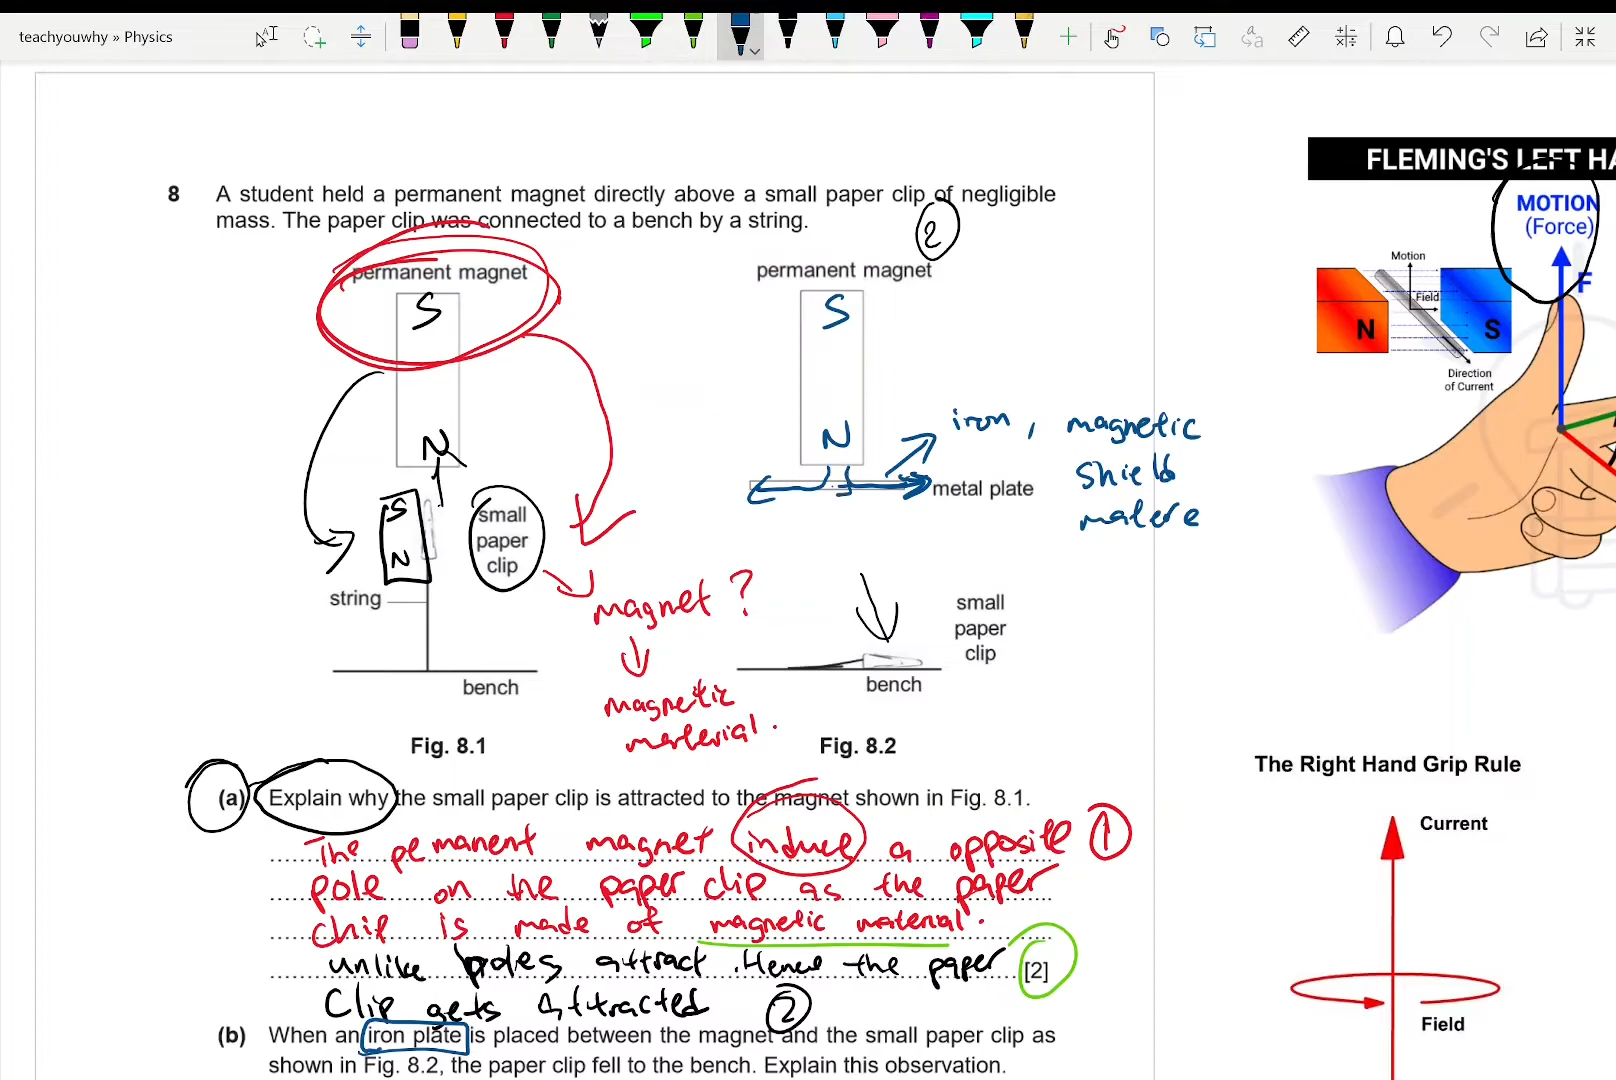 teachyouwhy » Physics
8 A student held a permanent magnet directly above a small paper clip of negligible
mass. The paper clip was connected to a bench by a string.
2
permanent magnet
S
N
S
N
small
paper
clip
string
bench
magnet ?
magnetic
material.
Fig. 8.1
permanent magnet
S
N
metal plate
iron, magnetic
shield
matere
small
paper
clip
bench
Fig. 8.2
(a) Explain why the small paper clip is attracted to the magnet shown in Fig. 8.1.
The permanent magnet induce a opposite 1
pole on the paper clip as the paper
chip is made of magnetic material.
unlike poles attract. Hence the paper [2]
clip gets attracted 2
(b) When an iron plate is placed between the magnet and the small paper clip as
shown in Fig. 8.2, the paper clip fell to the bench. Explain this observation.
FLEMING'S LEFT HA
MOTION
(Force)
F
Motion
Field
N
S
Direction
of Current
The Right Hand Grip Rule
Current
Field